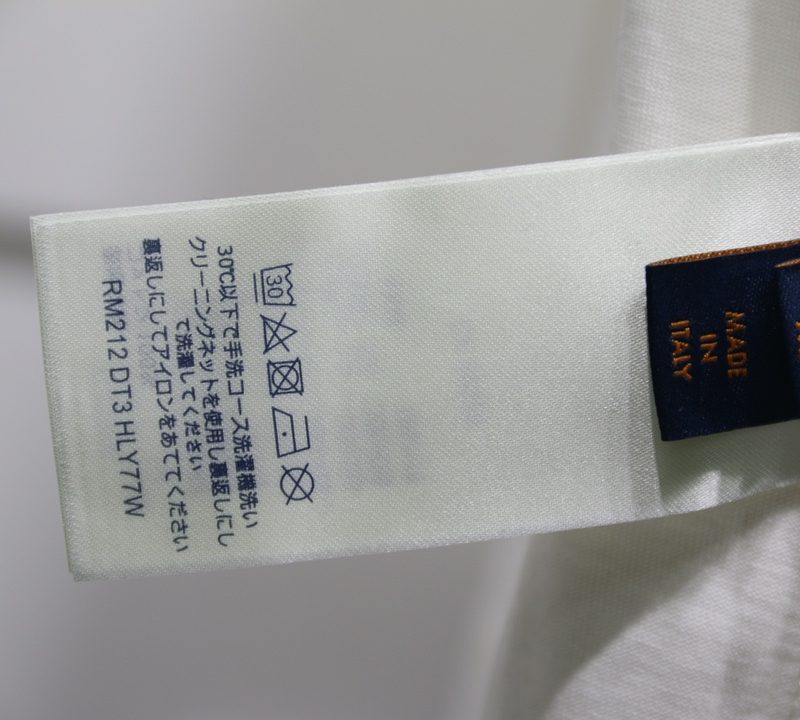 30
30℃以下で手洗コース洗濯機洗い
クリーニングネットを使用し裏返しにし
て洗濯してください
裏返しにしてアイロンをあててください
RM212 DT3 HLY77W
MADE
IN
ITALY